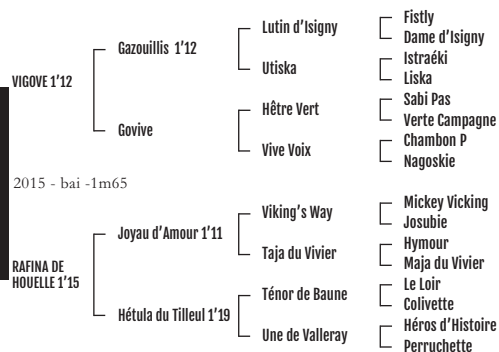 VIGOVE 1'12
Gazouillis 1'12
Govive
Lutin d'Isigny
Utiska
Hêtre Vert
Vive Voix
Fistly
Dame d'Isigny
Istraéki
Liska
Sabi Pas
Verte Campagne
Chambon P
Nagoskie
2015 - bai -1m65
RAFINA DE
HOUELLE 1'15
Joyau d'Amour 1'11
Hétula du Tilleul 1'19
Viking's Way
Taja du Vivier
Ténor de Baune
Une de Valleray
Mickey Vicking
Josubie
Hymour
Maja du Vivier
Le Loir
Colivette
Héros d'Histoire
Perruchette